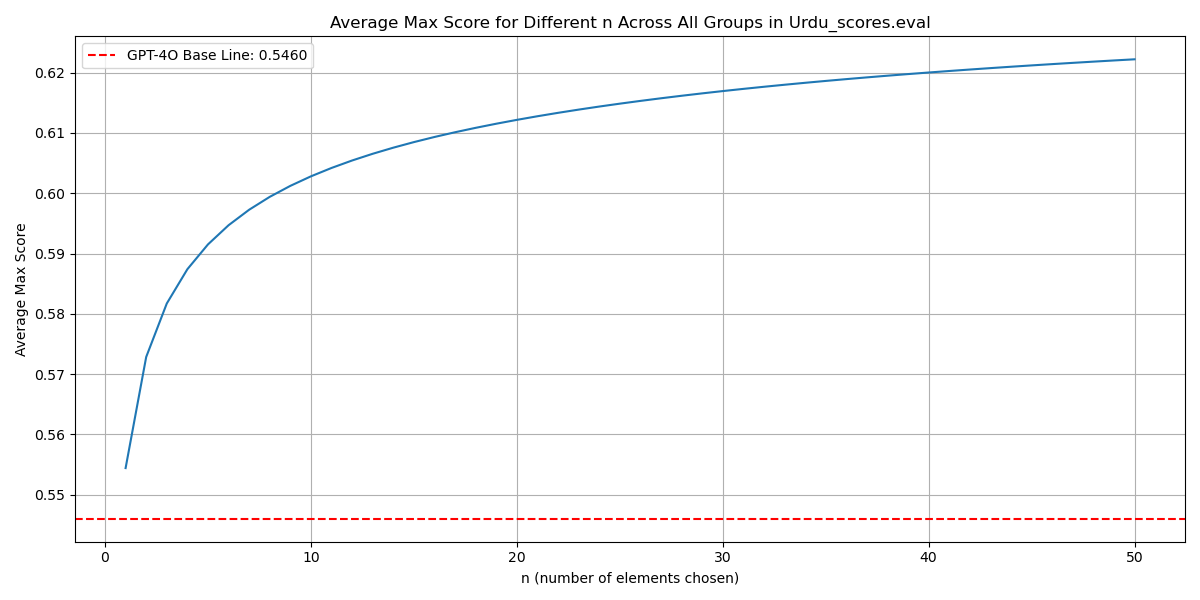 Average Max Score for Different n Across All Groups in Urdu_scores.eval
GPT-4O Base Line: 0.5460
Average Max Score
0.62
0.61
0.60
0.59
0.58
0.57
0.56
0.55
0 10 20 30 40 50
n (number of elements chosen)